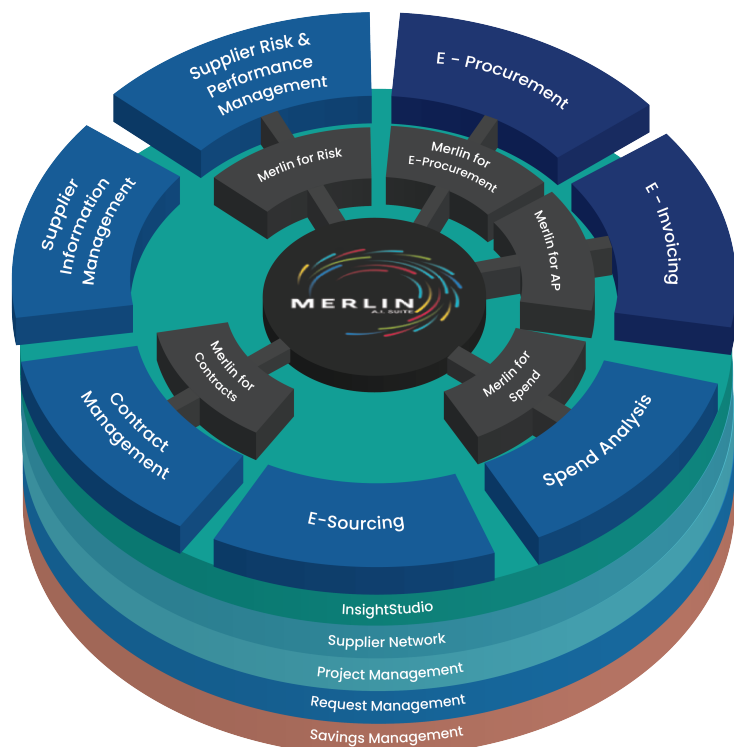 Supplier Risk &
Performance
Management
E - Procurement
Supplier
Information
Management
E - Invoicing
Merlin for Risk
Merlin for
E-Procurement
Merlin for AP
MERLIN
A.I. SUITE
Merlin for
Contracts
Merlin for
Spend
Contract
Management
E-Sourcing
Spend Analysis
InsightStudio
Supplier Network
Project Management
Request Management
Savings Management